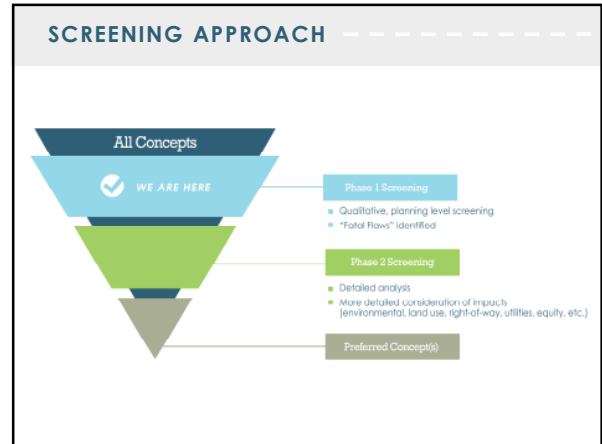 SCREENING APPROACH
All Concepts
WE ARE HERE
Phase 1 Screening
Qualitative, planning level screening
"Fatal Flaws" identified
Phase 2 Screening
Detailed analysis
More detailed consideration of impacts
(environmental, land use, right-of-way, utilities, equity, etc.)
Preferred Concept(s)